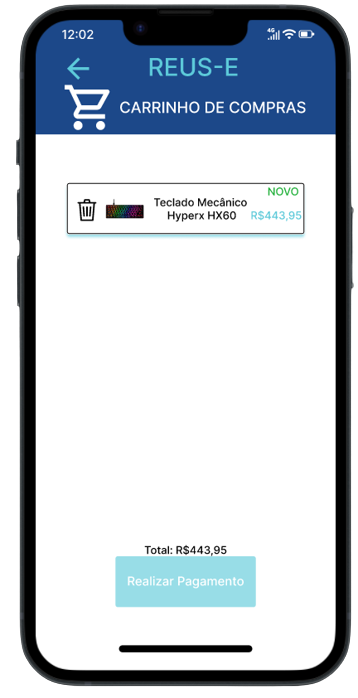 12:02
4G
REUS-E
CARRINHO DE COMPRAS
NOVO
Teclado Mecânico
Hyperx HX60 R$443,95
Total: R$443,95
Realizar Pagamento